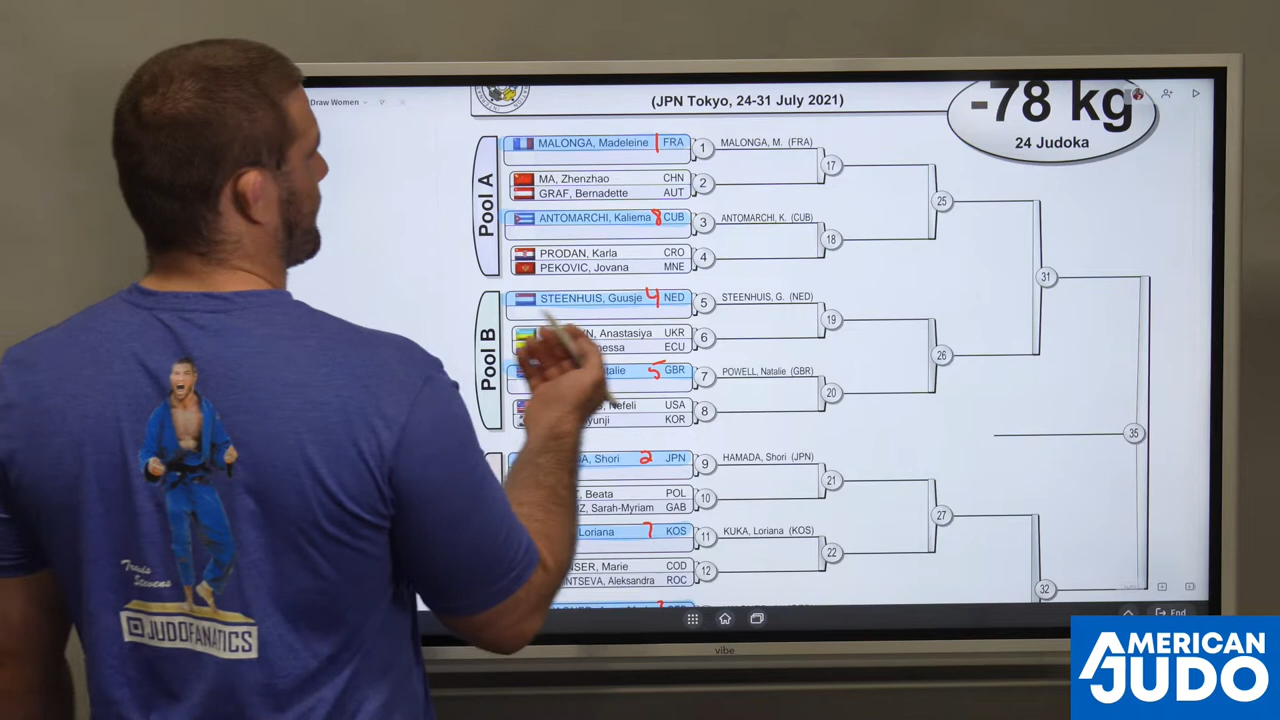 Draw Women
(JPN Tokyo, 24-31 July 2021)
-78 kg
24 Judoka
Pool A
MALONGA, Madeleine 1 FRA
1
MALONGA, M. (FRA)
17
MA, Zhenzhao CHN
GRAF, Bernadette AUT
2
25
ANTOMARCHI, Kaliema 8 CUB
3
ANTOMARCHI, K. (CUB)
18
PRODAN, Karla CRO
PEKOVIC, Jovana MNE
4
31
Pool B
STEENHUIS, Guusje 4 NED
5
STEENHUIS, G. (NED)
19
Anastasiya UKR
ECU
6
26
5 GBR
7
POWELL, Natalie (GBR)
20
Nefeli USA
KOR
8
35
Shori 2 JPN
9
HAMADA, Shori (JPN)
21
Beata POL
Sarah-Myriam GAB
10
27
Loriana 7 KOS
11
KUKA, Loriana (KOS)
22
Marie COD
Aleksandra ROC
12
32
End
vibe
Travis
Stevens
JUDOFANATICS
AMERICAN
JUDO